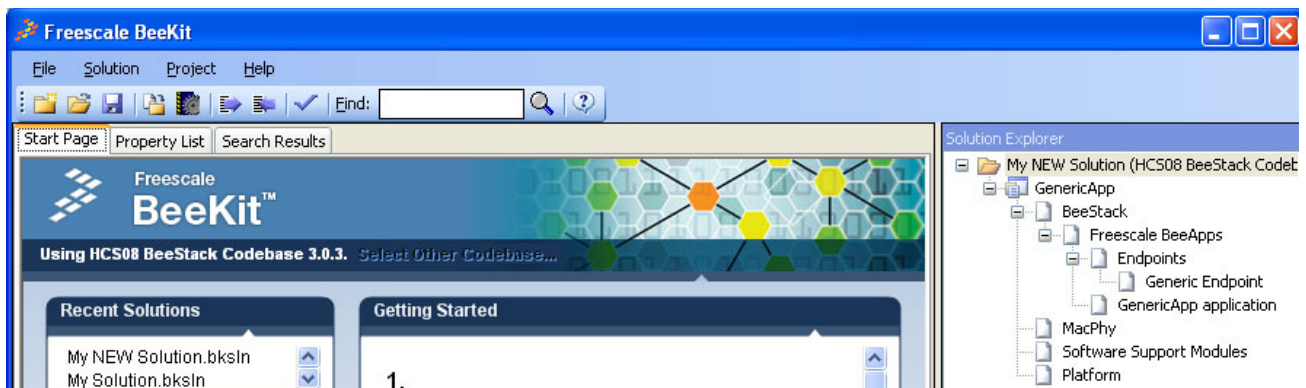 Freescale BeeKit
File Solution Project Help
Find:
Start Page Property List Search Results
Freescale
BeeKit™
Using HCS08 BeeStack Codebase 3.0.3. Select Other Codebase...
Recent Solutions
My NEW Solution.bksln
My Solution.bksln
Getting Started
1.
Solution Explorer
My NEW Solution (HCS08 BeeStack Codeb
GenericApp
BeeStack
Freescale BeeApps
Endpoints
Generic Endpoint
GenericApp application
MacPhy
Software Support Modules
Platform